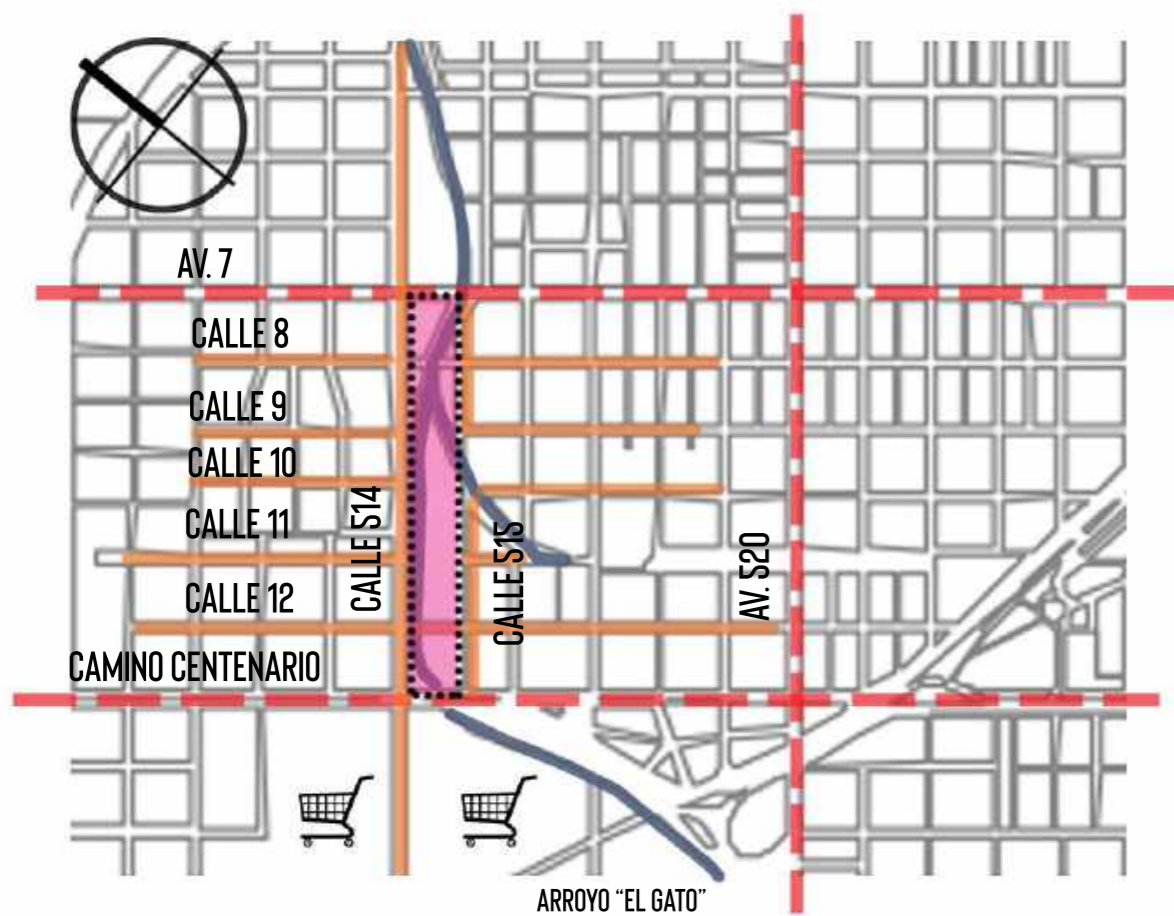 AV. 7
CALLE 8
CALLE 9
CALLE 10
CALLE 11
CALLE 12
CAMINO CENTENARIO
CALLE 514
CALLE 515
AV. 520
ARROYO “EL GATO”